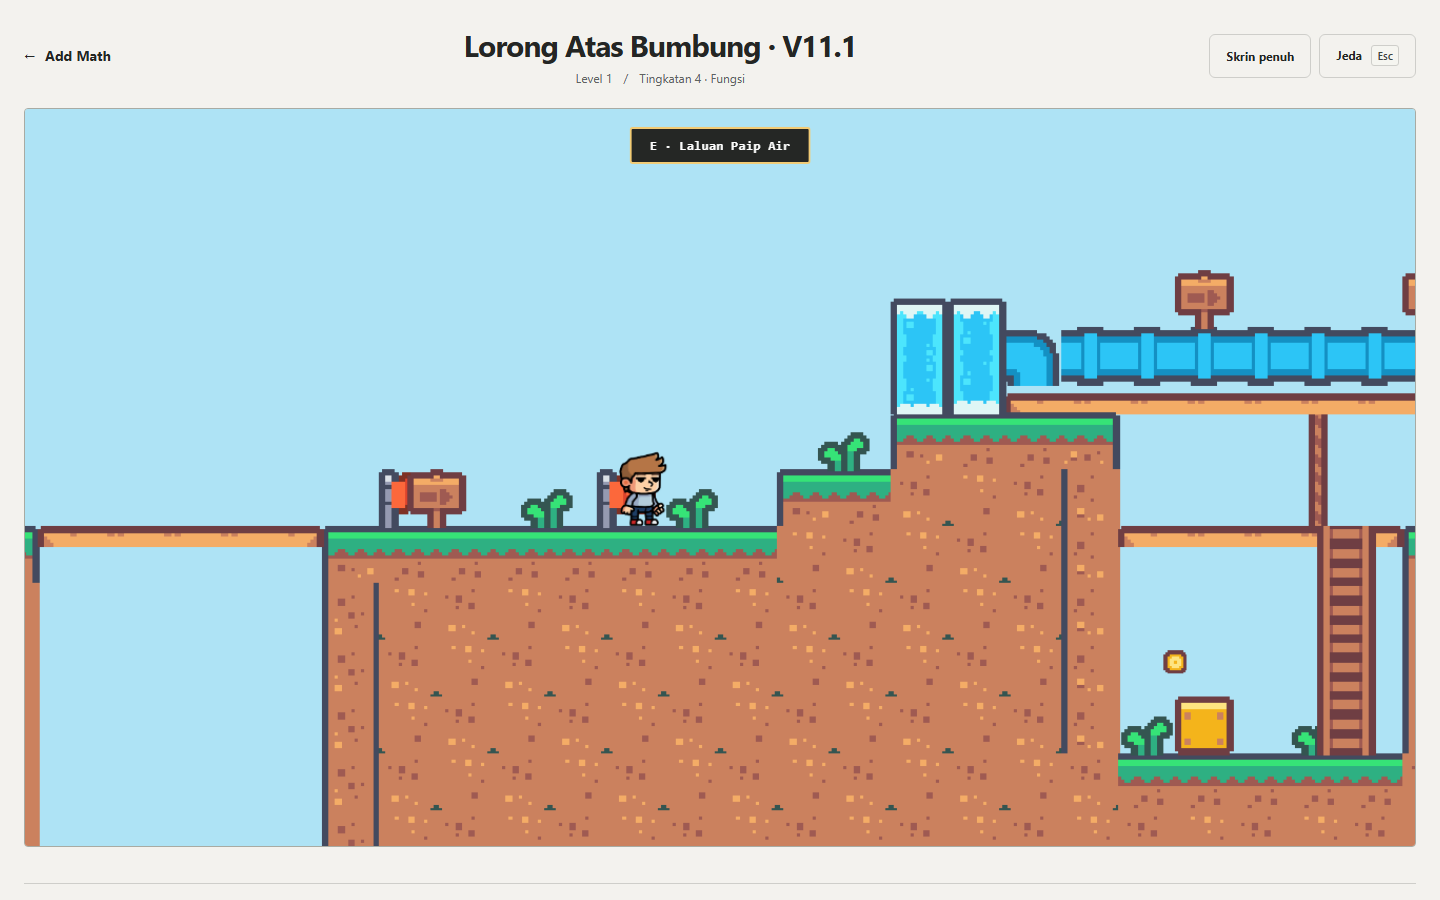 ← Add Math
Lorong Atas Bumbung · V11.1
Level 1 / Tingkatan 4 · Fungsi
Skrin penuh
Jeda Esc
E · Laluan Paip Air